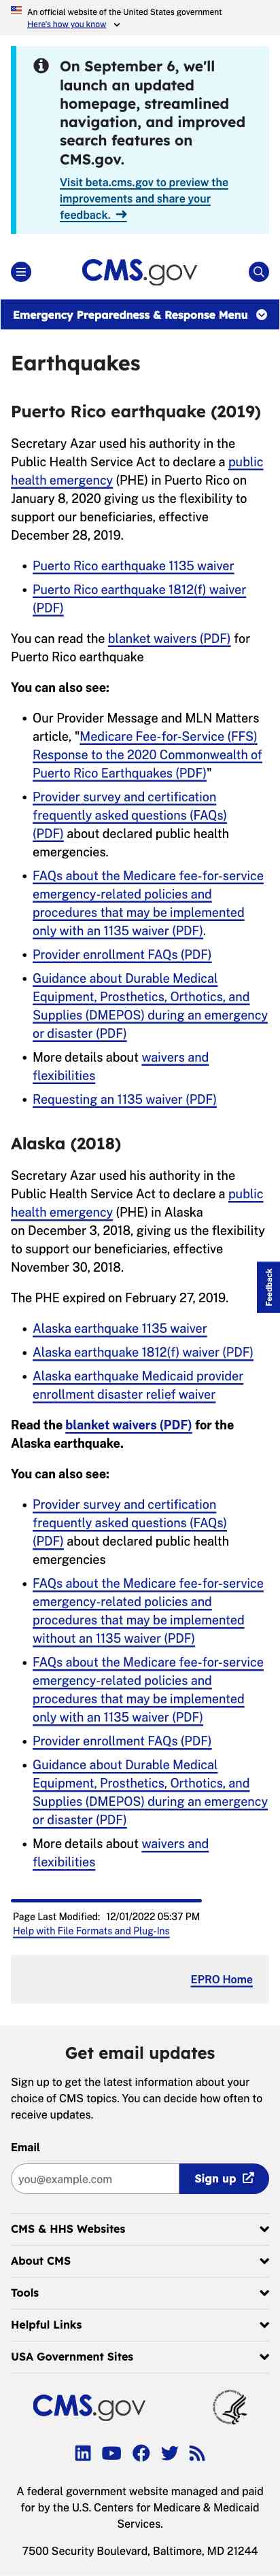 An official website of the United States government
Here's how you know
On September 6, we'll
launch an updated
homepage, streamlined
navigation, and improved
search features on
CMS.gov.
Visit beta.cms.gov to preview the
improvements and share your
feedback.
CMS.gov
Emergency Preparedness & Response Menu
Earthquakes
Puerto Rico earthquake (2019)
Secretary Azar used his authority in the
Public Health Service Act to declare a public
health emergency (PHE) in Puerto Rico on
January 8, 2020 giving us the flexibility to
support our beneficiaries, effective
December 28, 2019.
• Puerto Rico earthquake 1135 waiver
• Puerto Rico earthquake 1812(f) waiver
(PDF)
You can read the blanket waivers (PDF) for
Puerto Rico earthquake
You can also see:
• Our Provider Message and MLN Matters
article, "Medicare Fee-for-Service (FFS)
Response to the 2020 Commonwealth of
Puerto Rico Earthquakes (PDF)"
• Provider survey and certification
frequently asked questions (FAQs)
(PDF) about declared public health
emergencies.
• FAQs about the Medicare fee-for-service
emergency-related policies and
procedures that may be implemented
only with an 1135 waiver (PDF).
• Provider enrollment FAQs (PDF)
• Guidance about Durable Medical
Equipment, Prosthetics, Orthotics, and
Supplies (DMEPOS) during an emergency
or disaster (PDF)
• More details about waivers and
flexibilities
• Requesting an 1135 waiver (PDF)
Alaska (2018)
Secretary Azar used his authority in the
Public Health Service Act to declare a public
health emergency (PHE) in Alaska
on December 3, 2018, giving us the flexibility
to support our beneficiaries, effective
November 30, 2018.
Feedback
The PHE expired on February 27, 2019.
• Alaska earthquake 1135 waiver
• Alaska earthquake 1812(f) waiver (PDF)
• Alaska earthquake Medicaid provider
enrollment disaster relief waiver
Read the blanket waivers (PDF) for the
Alaska earthquake.
You can also see:
• Provider survey and certification
frequently asked questions (FAQs)
(PDF) about declared public health
emergencies
• FAQs about the Medicare fee-for-service
emergency-related policies and
procedures that may be implemented
without an 1135 waiver (PDF)
• FAQs about the Medicare fee-for-service
emergency-related policies and
procedures that may be implemented
only with an 1135 waiver (PDF)
• Provider enrollment FAQs (PDF)
• Guidance about Durable Medical
Equipment, Prosthetics, Orthotics, and
Supplies (DMEPOS) during an emergency
or disaster (PDF)
• More details about waivers and
flexibilities
Page Last Modified: 12/01/2022 05:37 PM
Help with File Formats and Plug-Ins
EPRO Home
Get email updates
Sign up to get the latest information about your
choice of CMS topics. You can decide how often to
receive updates.
Email
you@example.com
Sign up
CMS & HHS Websites
About CMS
Tools
Helpful Links
USA Government Sites
CMS.gov
A federal government website managed and paid
for by the U.S. Centers for Medicare & Medicaid
Services.
7500 Security Boulevard, Baltimore, MD 21244